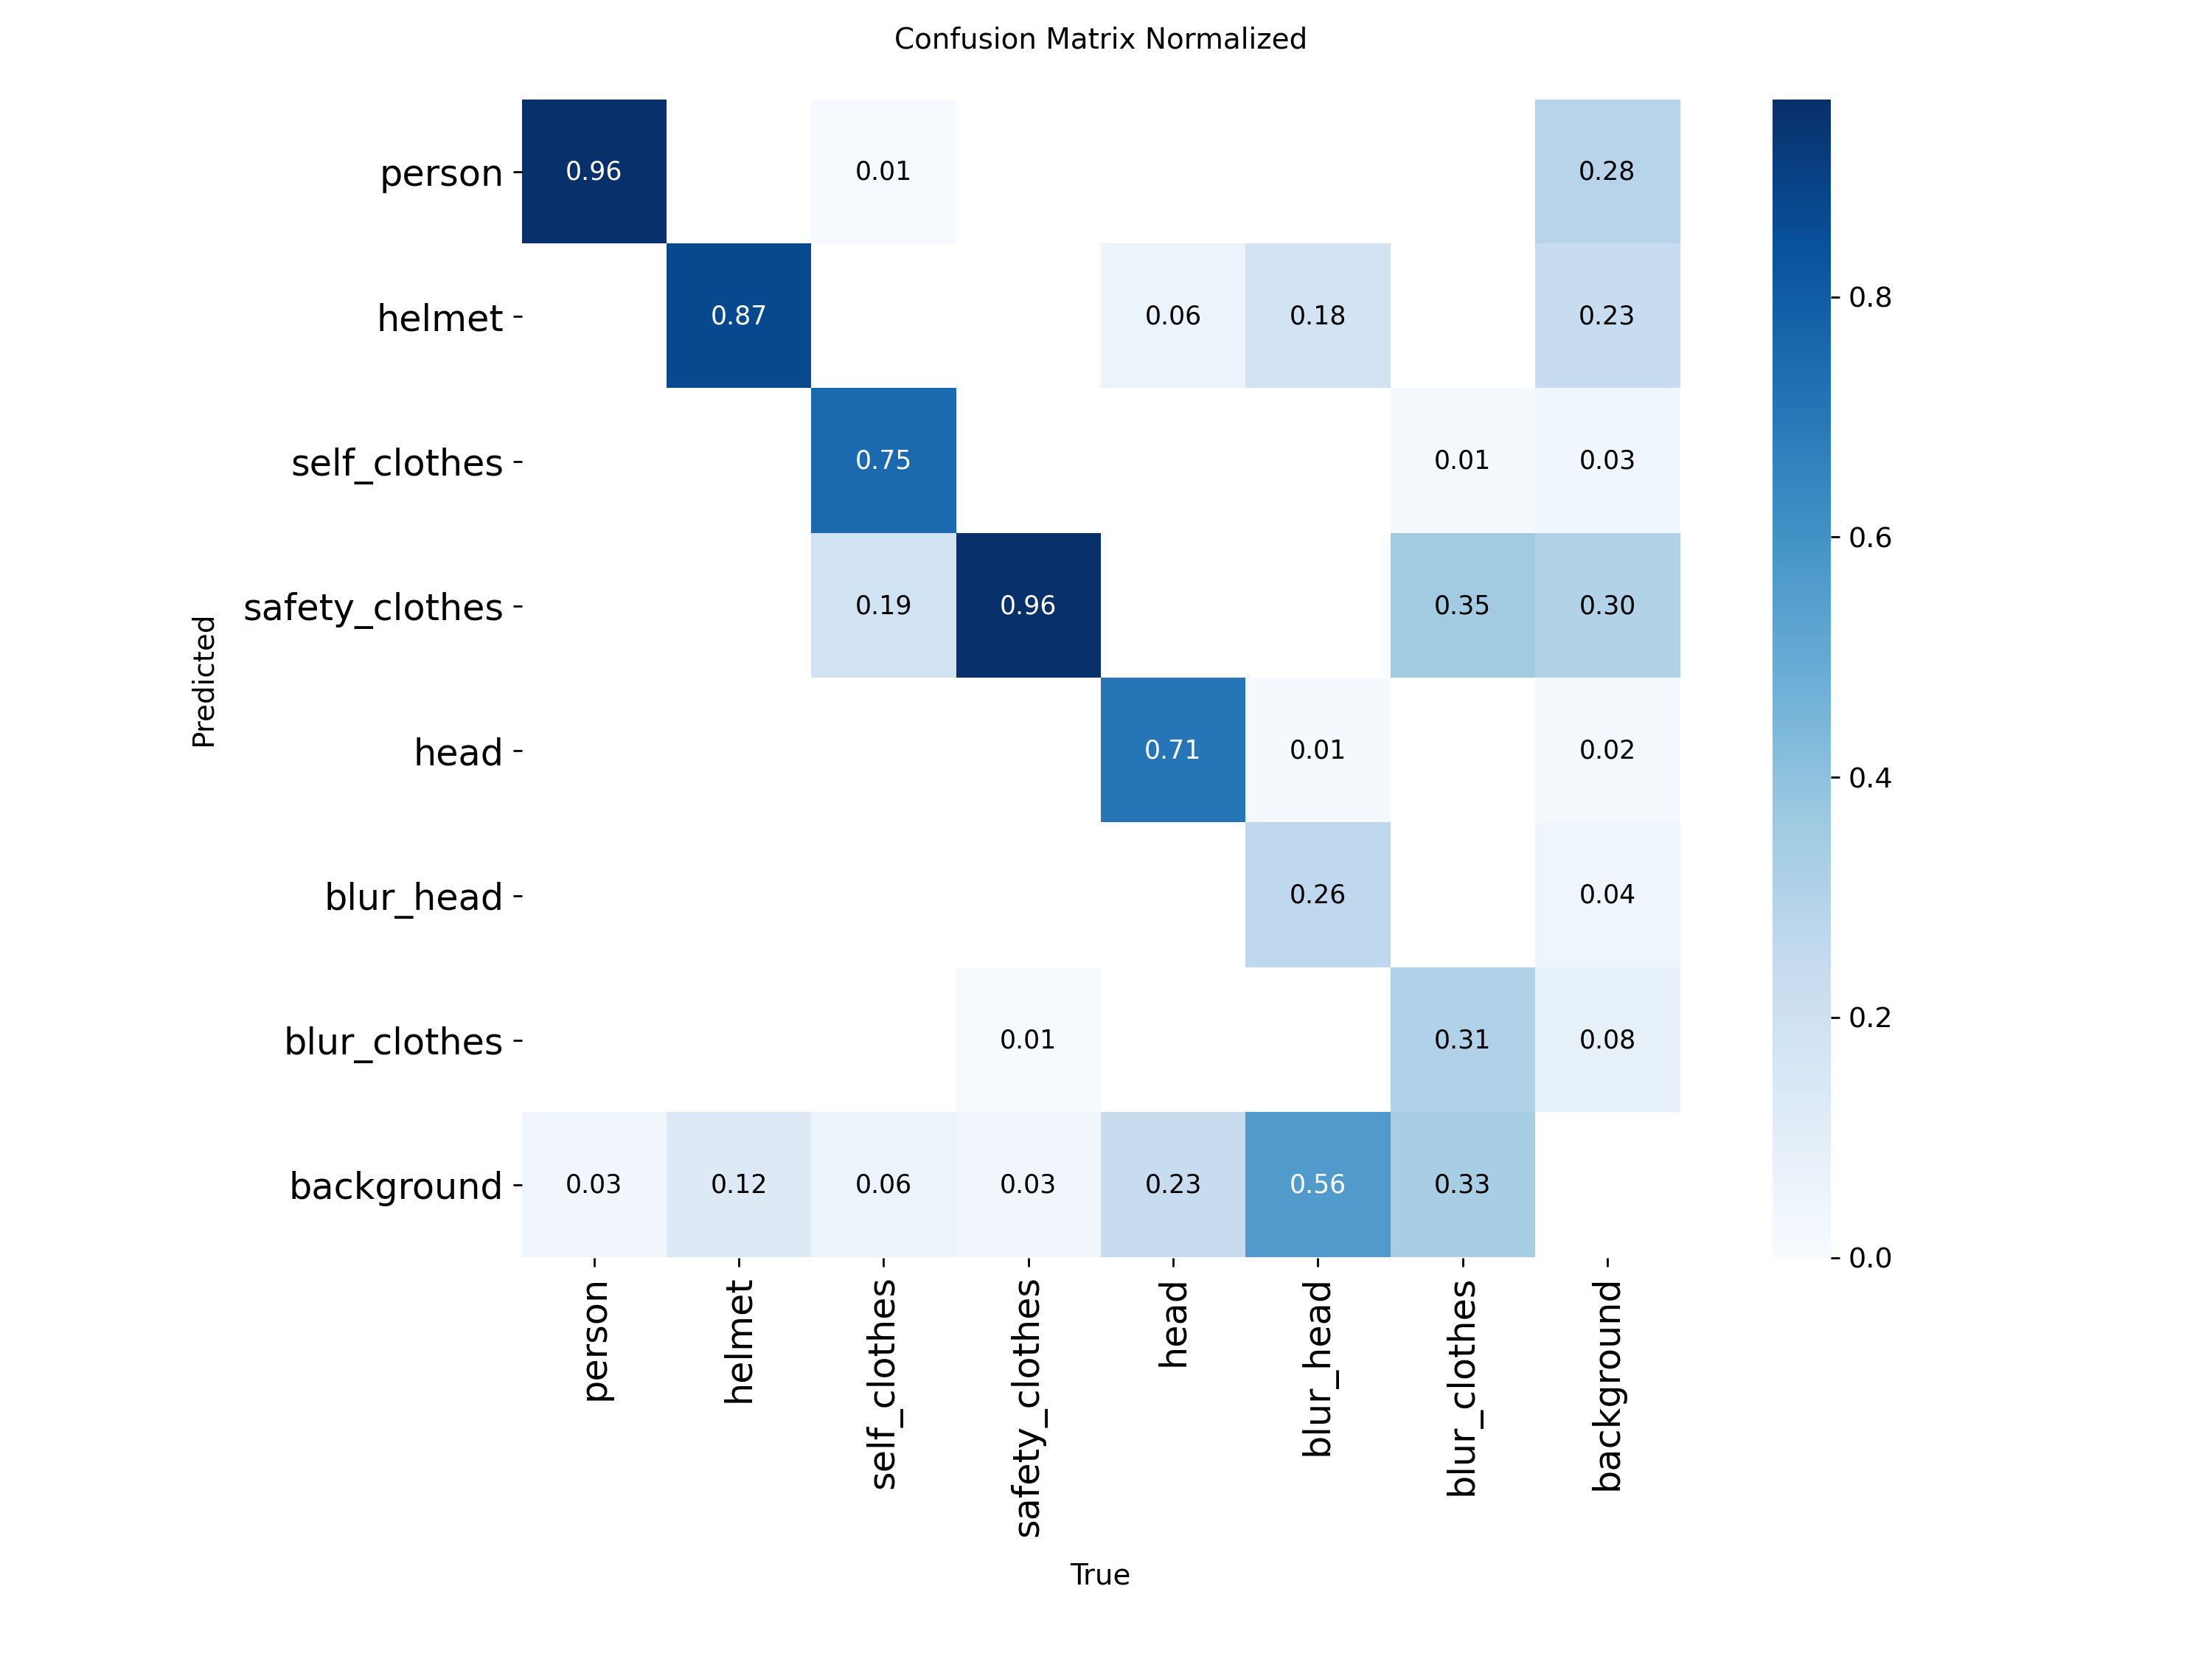 Confusion Matrix Normalized
person 0.96 0.01 0.28
helmet 0.87 0.06 0.18 0.23
self_clothes 0.75 0.01 0.03
safety_clothes 0.19 0.96 0.35 0.30
head 0.71 0.01 0.02
blur_head 0.26 0.04
blur_clothes 0.01 0.31 0.08
background 0.03 0.12 0.06 0.03 0.23 0.56 0.33
Predicted
person helmet self_clothes safety_clothes head blur_head blur_clothes background
True
0.8
0.6
0.4
0.2
0.0